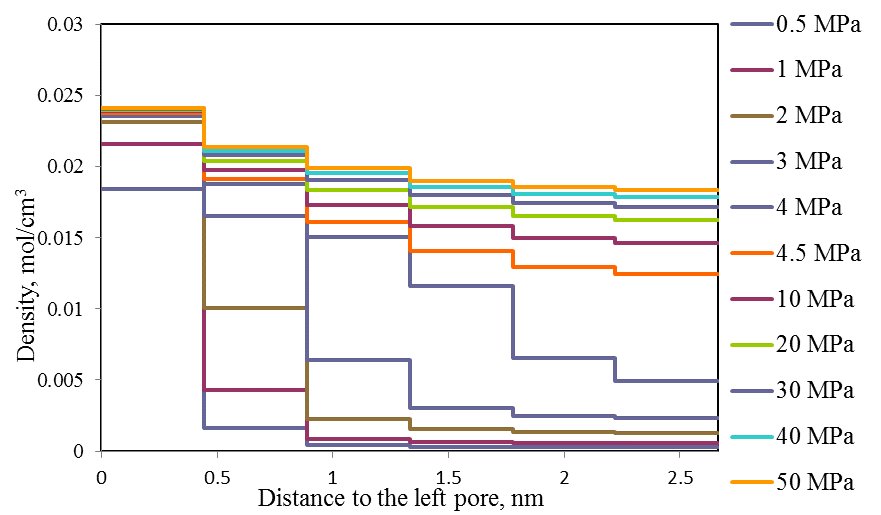 0.03
0.025
0.02
0.015
0.01
0.005
0
Density, mol/cm³
0
0.5
1
1.5
2
2.5
Distance to the left pore, nm
0.5 MPa
1 MPa
2 MPa
3 MPa
4 MPa
4.5 MPa
10 MPa
20 MPa
30 MPa
40 MPa
50 MPa